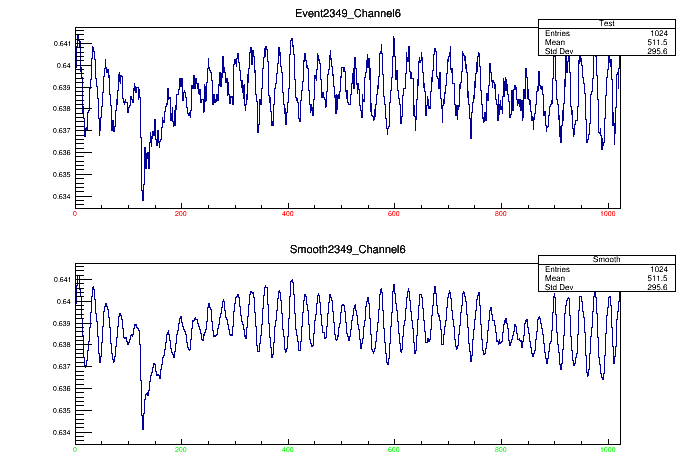 Event2349_Channel6
Test
Entries 1024
Mean 511.5
Std Dev 295.6
0.641
0.64
0.639
0.638
0.637
0.636
0.635
0.634
0 200 400 600 800 1000
Smooth2349_Channel6
Smooth
Entries 1024
Mean 511.5
Std Dev 295.6
0.641
0.64
0.639
0.638
0.637
0.636
0.635
0.634
0 200 400 600 800 1000